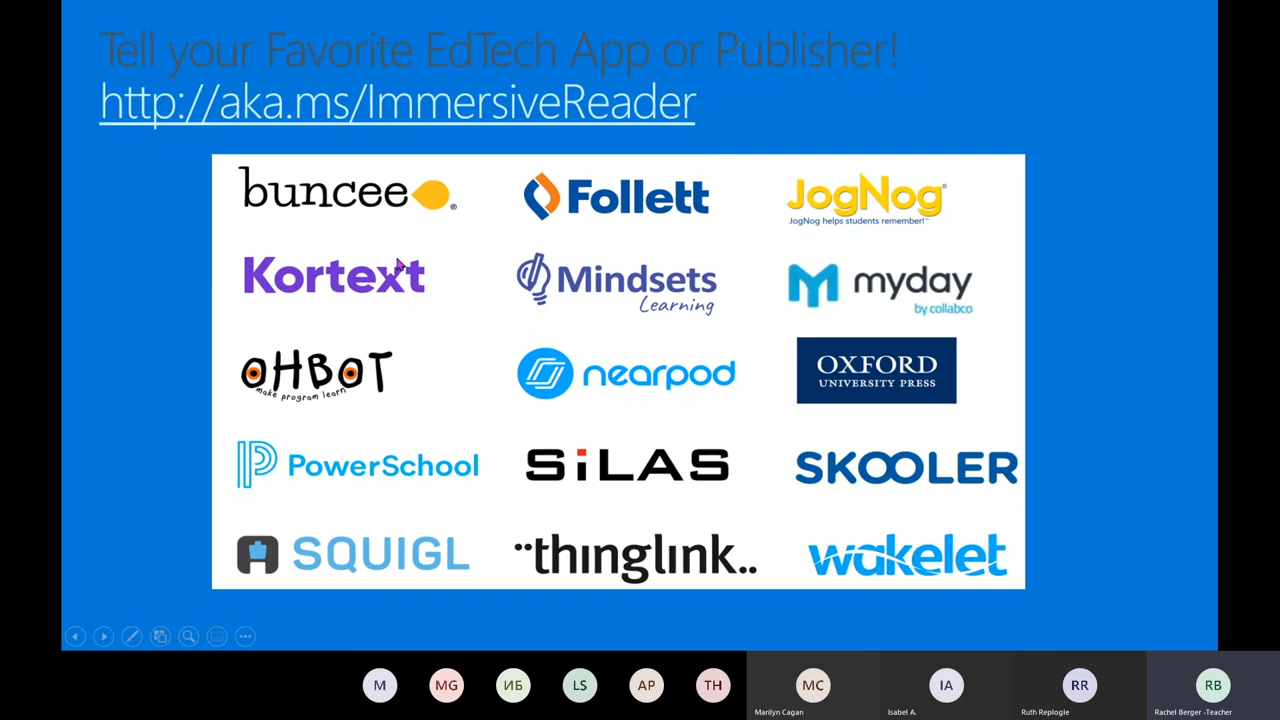 Tell your Favorite EdTech App or Publisher!
http://aka.ms/ImmersiveReader
buncee ®
Follett
JogNog ®
JogNog helps students remember!™
Kortext
Mindsets
Learning
myday
by collabco
OHBOT
make program learn
nearpod
OXFORD
UNIVERSITY PRESS
PowerSchool
SiLAS
SKOOLER
SQUIGL
¨thinglink..
wakelet
M
MG
ИБ
LS
AP
TH
MC
IA
RR
RB
Marilyn Cagan
Isabel A.
Ruth Replogle
Rachel Berger -Teacher